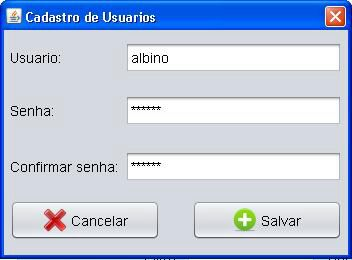 Cadastro de Usuarios
Usuario: albino
Senha: ******
Confirmar senha: ******
Cancelar Salvar